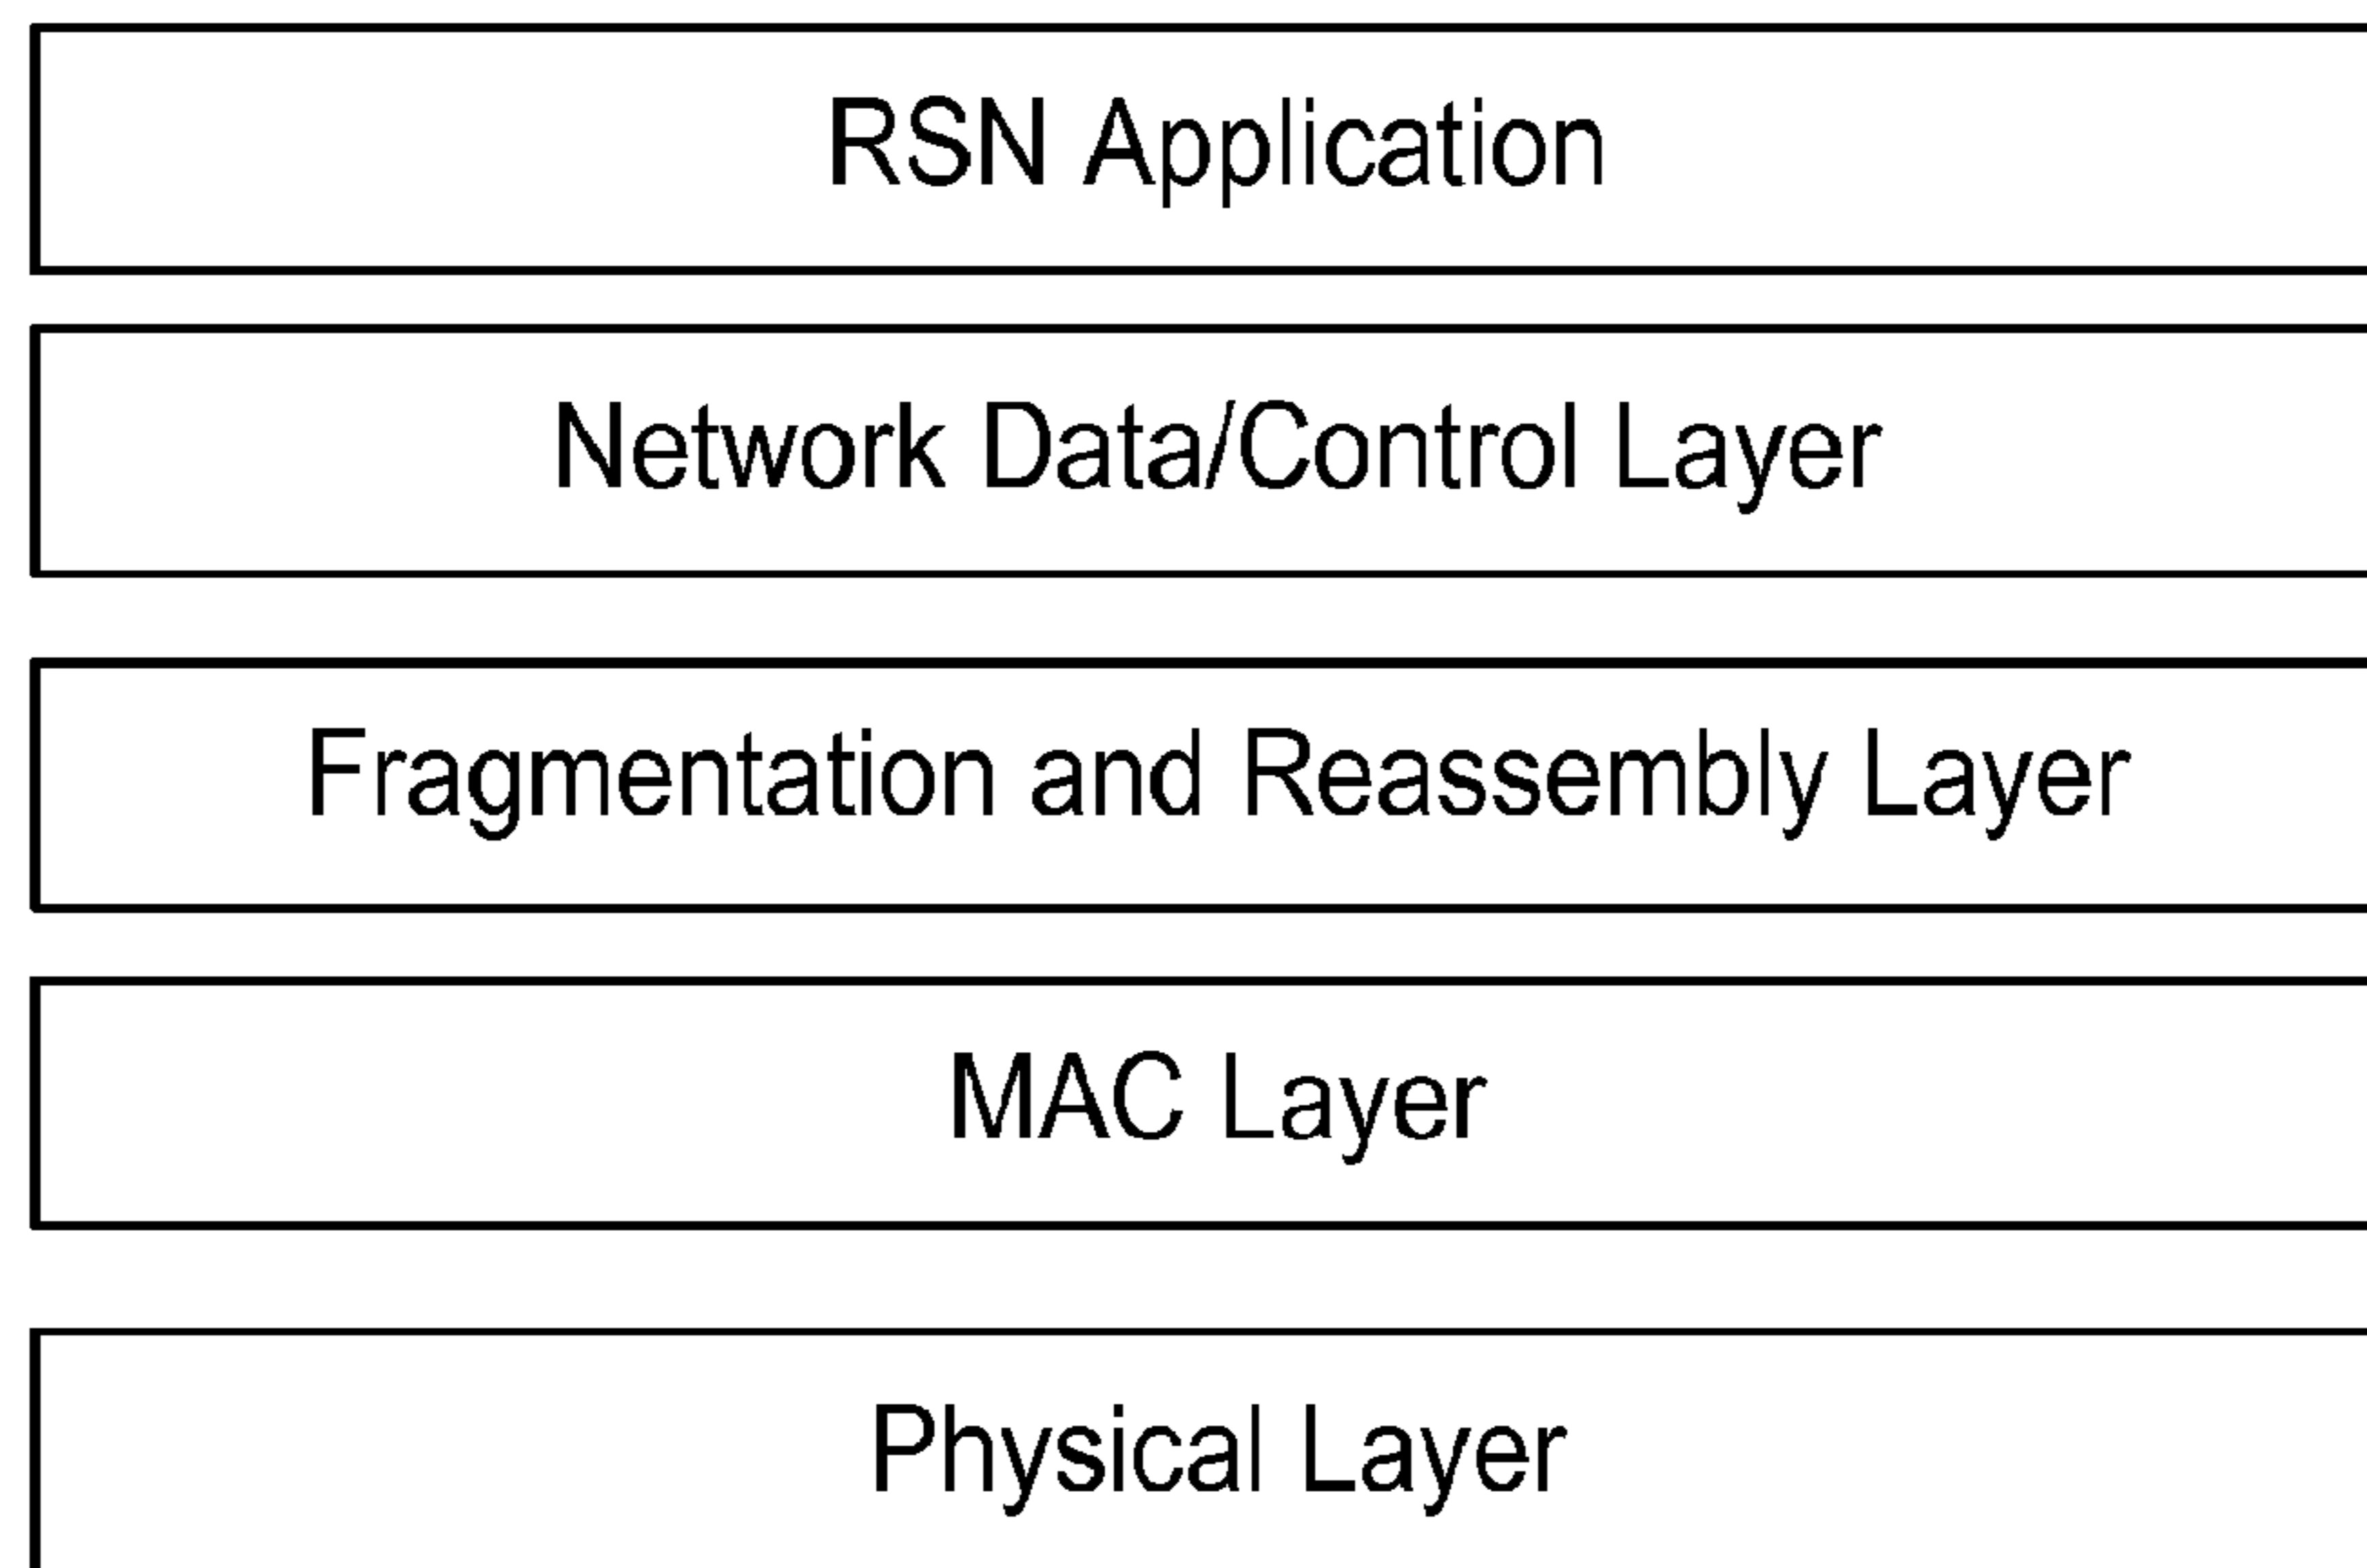 RSN Application
Network Data/Control Layer
Fragmentation and Reassembly Layer
MAC Layer
Physical Layer